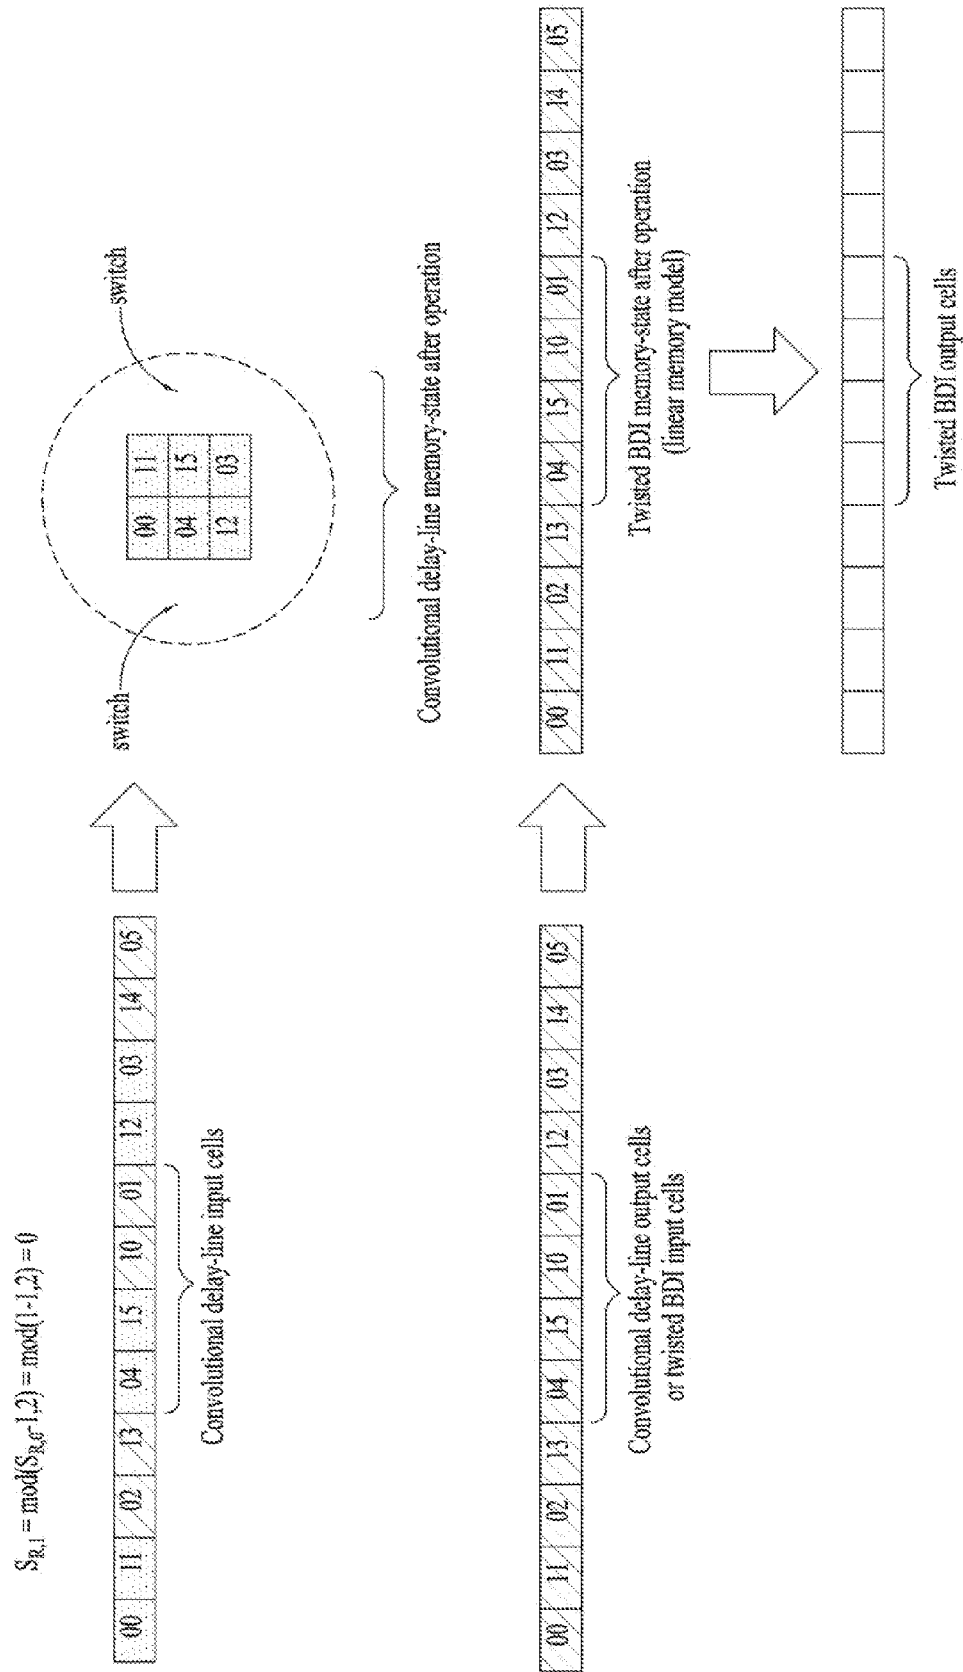 S_{R,1} = mod(S_{R,0}-1,2) = mod(1-1,2) = 0
00 11 02 13 04 15 10 01 12 03 14 05
Convolutional delay-line input cells
switch
switch
00 11
04 15
12 03
Convolutional delay-line memory-state after operation
00 11 02 13 04 15 10 01 12 03 14 05
Convolutional delay-line output cells
or twisted BDI input cells
00 11 02 13 04 15 10 01 12 03 14 05
Twisted BDI memory-state after operation
(linear memory model)
Twisted BDI output cells